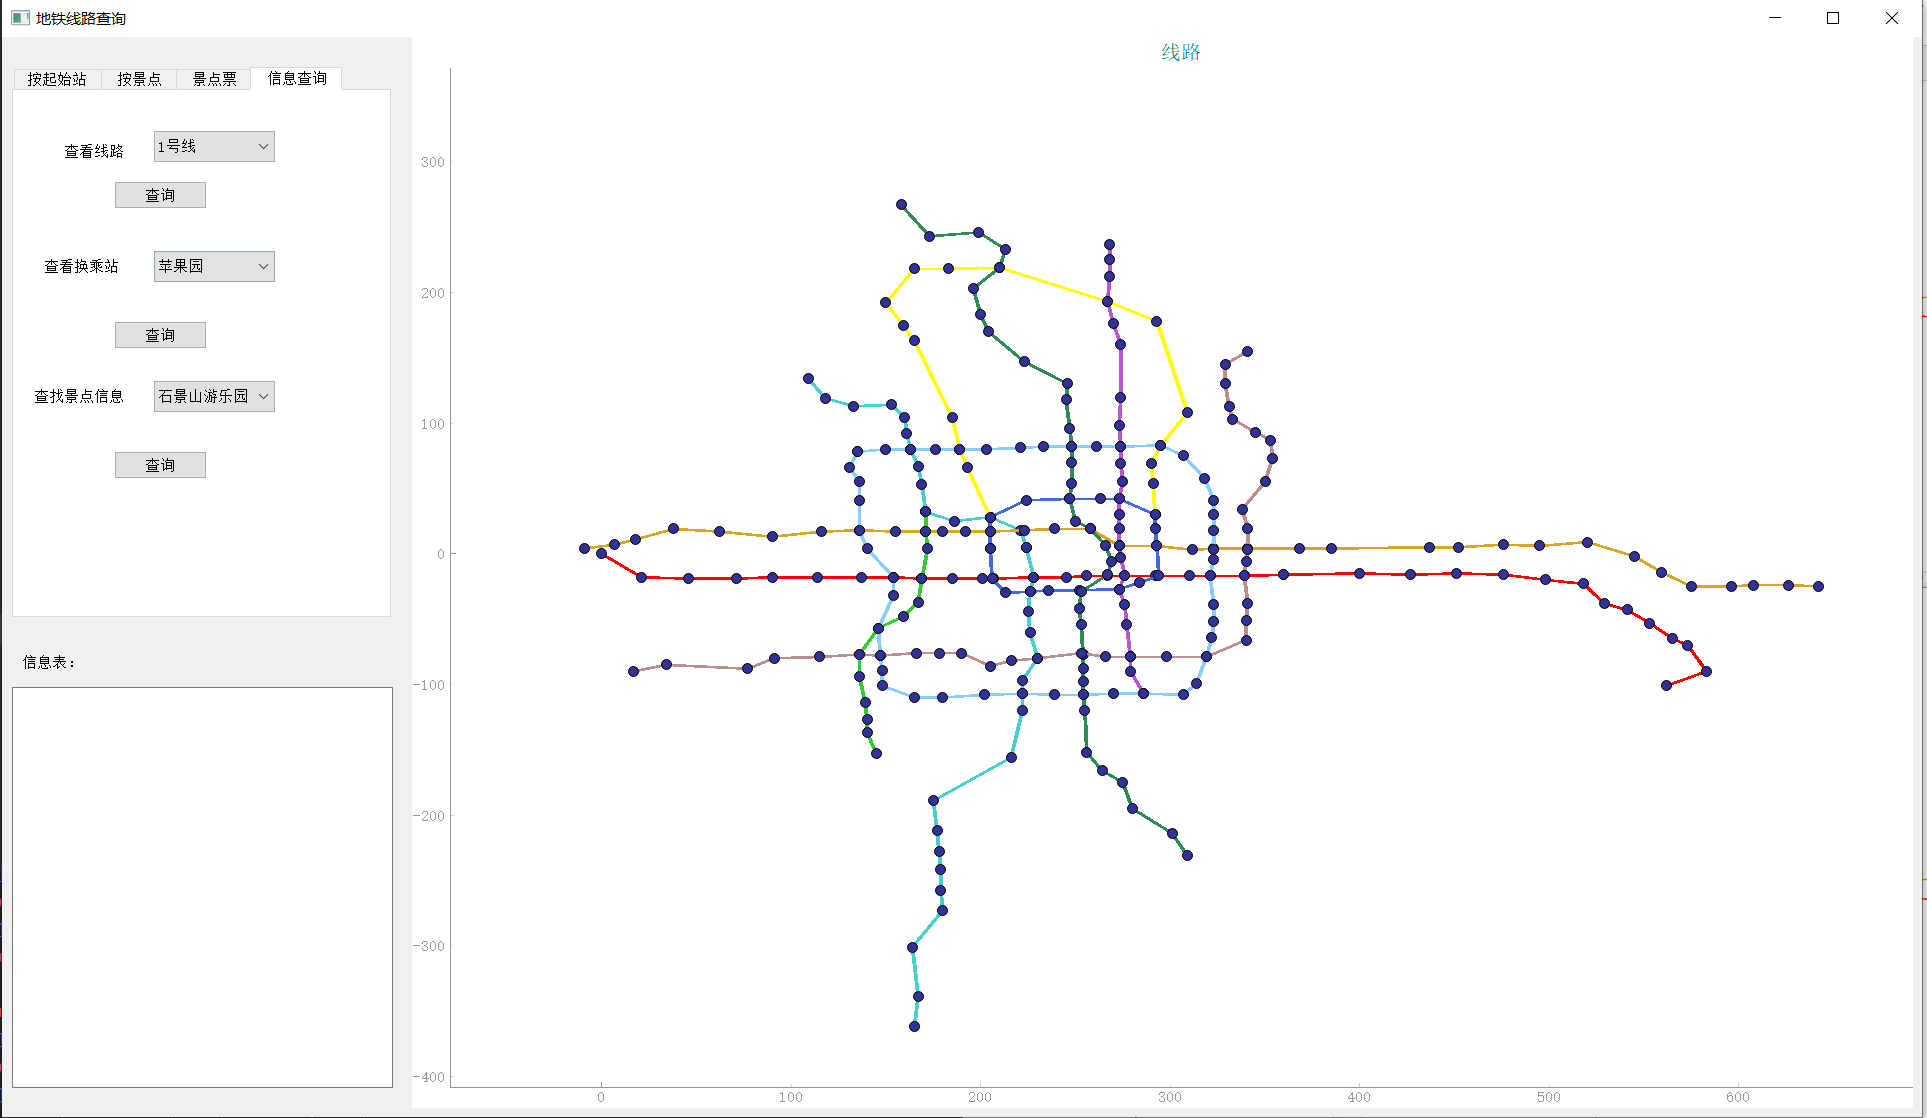 地铁线路查询
按起始站 按景点 景点票 信息查询
查看线路 1号线
查询
查看换乘站 苹果园
查询
查找景点信息 石景山游乐园
查询
信息表：
线路
300
200
100
0
-100
-200
-300
-400
0 100 200 300 400 500 600